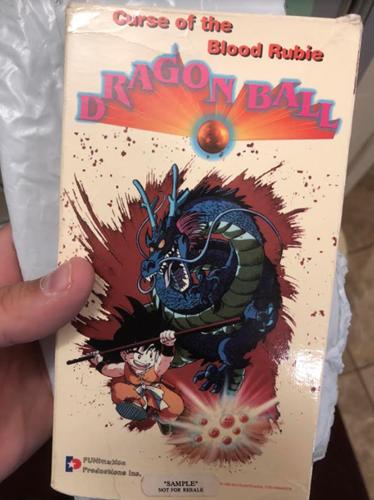 Curse of the
Blood Rubie
DRAGON BALL
FUNimation
Productions Inc.
"SAMPLE"
NOT FOR RESALE